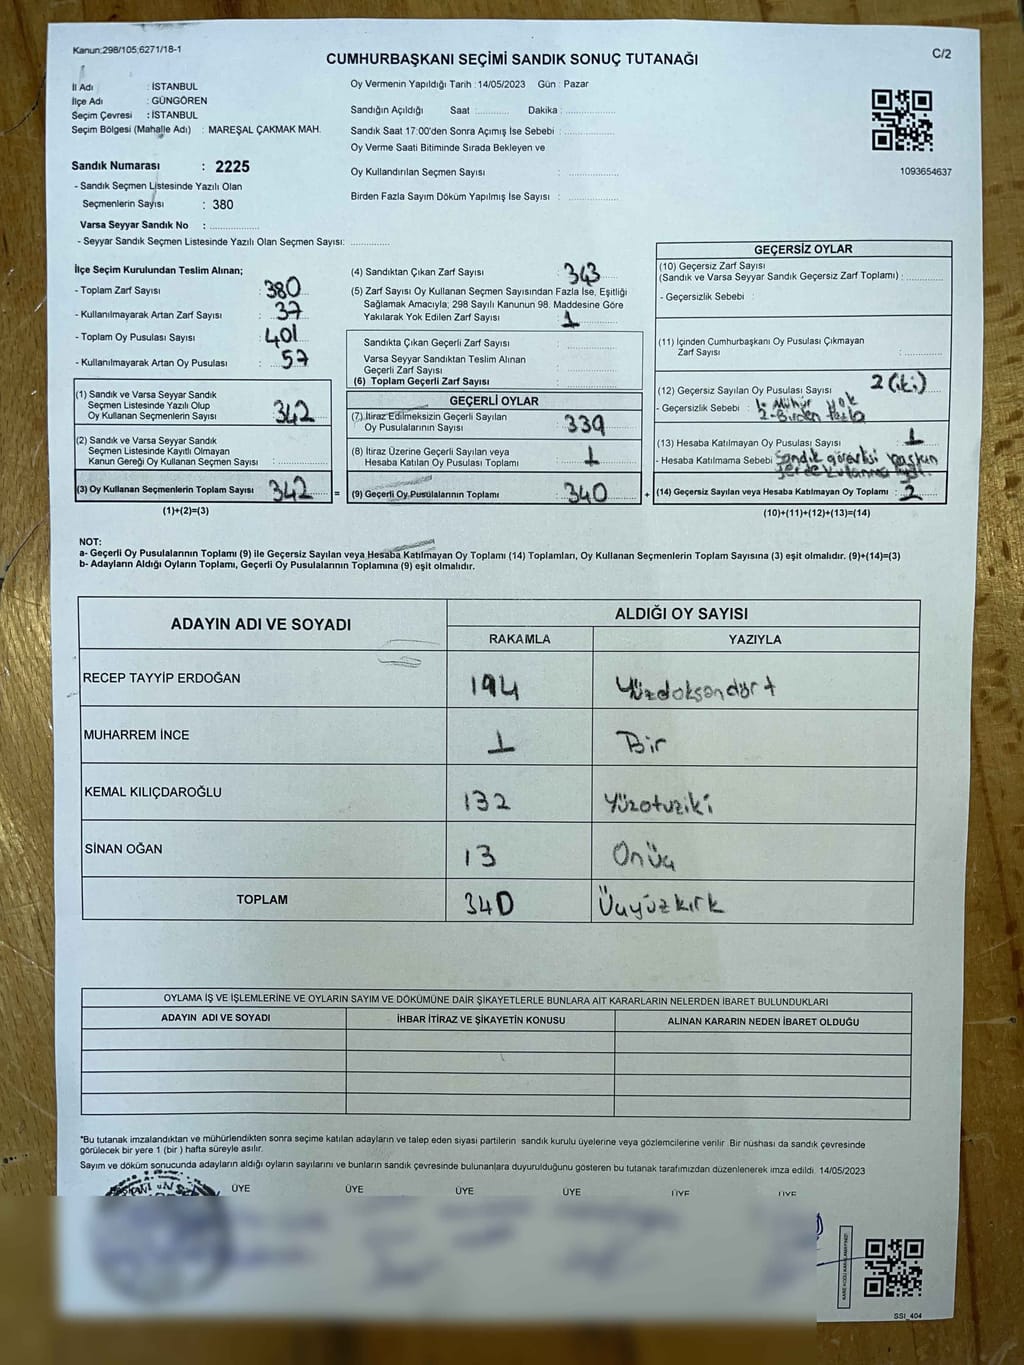 Kanun:298/105;6271/18-1
C/2
CUMHURBAŞKANI SEÇİMİ SANDIK SONUÇ TUTANAĞI
İl Adı : İSTANBUL
İlçe Adı : GÜNGÖREN
Seçim Çevresi : İSTANBUL
Seçim Bölgesi (Mahalle Adı) : MAREŞAL ÇAKMAK MAH.
Sandık Numarası : 2225
- Sandık Seçmen Listesinde Yazılı Olan
Seçmenlerin Sayısı : 380
Varsa Seyyar Sandık No :
- Seyyar Sandık Seçmen Listesinde Yazılı Olan Seçmen Sayısı:
Oy Vermenin Yapıldığı Tarih : 14/05/2023 Gün : Pazar
Sandığın Açıldığı Saat : Dakika :
Sandık Saat 17:00'den Sonra Açımış İse Sebebi :
Oy Verme Saati Bitiminde Sırada Bekleyen ve
Oy Kullandırılan Seçmen Sayısı :
Birden Fazla Sayım Döküm Yapılmış İse Sayısı :
1093654637
İlçe Seçim Kurulundan Teslim Alınan;
- Toplam Zarf Sayısı : 380
- Kullanılmayarak Artan Zarf Sayısı : 37
- Toplam Oy Pusulası Sayısı : 401
- Kullanılmayarak Artan Oy Pusulası : 57
(1) Sandık ve Varsa Seyyar Sandık
Seçmen Listesinde Yazılı Olup
Oy Kullanan Seçmenlerin Sayısı : 342
(2) Sandık ve Varsa Seyyar Sandık
Seçmen Listesinde Kayıtlı Olmayan
Kanun Gereği Oy Kullanan Seçmen Sayısı :
(3) Oy Kullanan Seçmenlerin Toplam Sayısı : 342 =
(1)+(2)=(3)
(4) Sandıktan Çıkan Zarf Sayısı : 343
(5) Zarf Sayısı Oy Kullanan Seçmen Sayısından Fazla İse, Eşitliği
Sağlamak Amacıyla; 298 Sayılı Kanunun 98. Maddesine Göre
Yakılarak Yok Edilen Zarf Sayısı : 1
Sandıkta Çıkan Geçerli Zarf Sayısı :
Varsa Seyyar Sandıktan Teslim Alınan
Geçerli Zarf Sayısı :
(6) Toplam Geçerli Zarf Sayısı :
GEÇERLİ OYLAR
(7) İtiraz Edilmeksizin Geçerli Sayılan
Oy Pusulalarının Sayısı : 339
(8) İtiraz Üzerine Geçerli Sayılan veya
Hesaba Katılan Oy Pusulası Toplamı : 1
(9) Geçerli Oy Pusulalarının Toplamı : 340 +
GEÇERSİZ OYLAR
(10) Geçersiz Zarf Sayısı
(Sandık ve Varsa Seyyar Sandık Geçersiz Zarf Toplamı) :
- Geçersizlik Sebebi :
(11) İçinden Cumhurbaşkanı Oy Pusulası Çıkmayan
Zarf Sayısı :
(12) Geçersiz Sayılan Oy Pusulası Sayısı : 2 (iki)
- Geçersizlik Sebebi : 1- Mühür Yok
2- Birden fazla
(13) Hesaba Katılmayan Oy Pusulası Sayısı : 1
- Hesaba Katılmama Sebebi : Sandık görevlisi başkan
yerde kullanma
(14) Geçersiz Sayılan veya Hesaba Katılmayan Oy Toplamı : 2
(10)+(11)+(12)+(13)=(14)
NOT:
a- Geçerli Oy Pusulalarının Toplamı (9) ile Geçersiz Sayılan veya Hesaba Katılmayan Oy Toplamı (14) Toplamları, Oy Kullanan Seçmenlerin Toplam Sayısına (3) eşit olmalıdır. (9)+(14)=(3)
b- Adayların Aldığı Oyların Toplamı, Geçerli Oy Pusulalarının Toplamına (9) eşit olmalıdır.
ADAYIN ADI VE SOYADI
ALDIĞI OY SAYISI
RAKAMLA YAZIYLA
RECEP TAYYİP ERDOĞAN 194 Yüzdoksandört
MUHARREM İNCE 1 Bir
KEMAL KILIÇDAROĞLU 132 Yüzotuziki
SİNAN OĞAN 13 Onüç
TOPLAM 340 Üçyüzkırk
OYLAMA İŞ VE İŞLEMLERİNE VE OYLARIN SAYIM VE DÖKÜMÜNE DAİR ŞİKAYETLERLE BUNLARA AİT KARARLARIN NELERDEN İBARET BULUNDUKLARI
ADAYIN ADI VE SOYADI İHBAR İTİRAZ VE ŞİKAYETİN KONUSU ALINAN KARARIN NEDEN İBARET OLDUĞU
*Bu tutanak imzalandıktan ve mühürlendikten sonra seçime katılan adayların ve talep eden siyasi partilerin sandık kurulu üyelerine veya gözlemcilerine verilir. Bir nüshası da sandık çevresinde
görülecek bir yere 1 (bir) hafta süreyle asılır.
Sayım ve döküm sonucunda adayların aldığı oyların sayılarını ve bunların sandık çevresinde bulunanlara duyurulduğunu gösteren bu tutanak tarafımızdan düzenlenerek imza edildi. 14/05/2023
ÜYE ÜYE ÜYE ÜYE ÜYE ÜYE
KARE KODU KARALAMAYINIZ!
SSİ_404